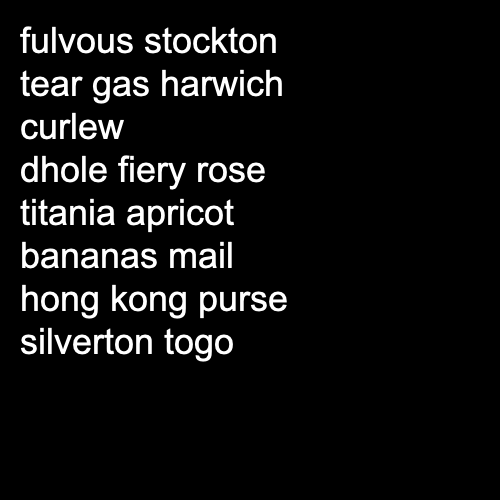 fulvous stockton
tear gas harwich
curlew
dhole fiery rose
titania apricot
bananas mail
hong kong purse
silverton togo